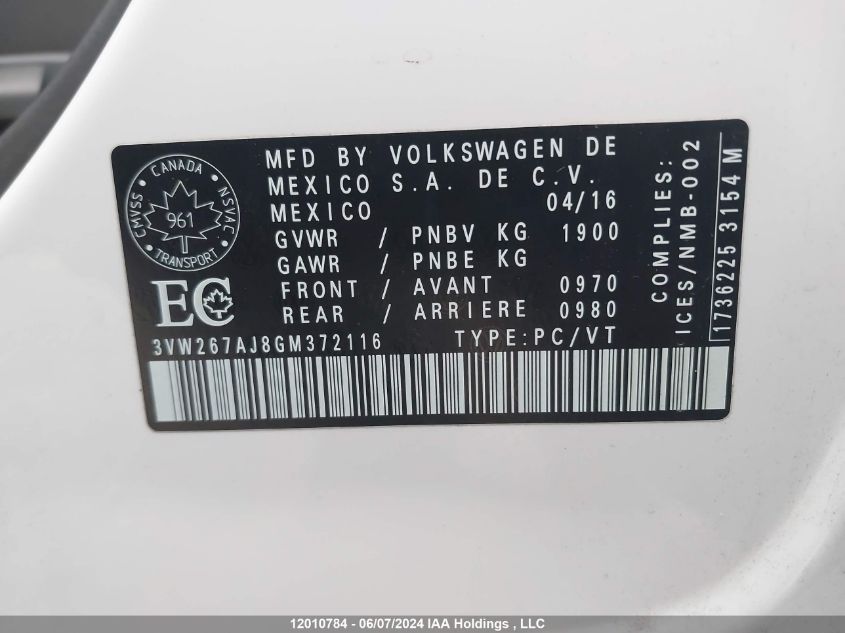 CANADA
CMVSS
NSVAC
961
TRANSPORT
EC
MFD BY VOLKSWAGEN DE
MEXICO S.A. DE C.V.
MEXICO 04/16
GVWR / PNBV KG 1900
GAWR / PNBE KG
FRONT / AVANT 0970
REAR / ARRIERE 0980
3VW267AJ8GM372116 TYPE:PC/VT
COMPLIES:
ICES/NMB-002
1736225 3154 M
12010784 - 06/07/2024 IAA Holdings , LLC